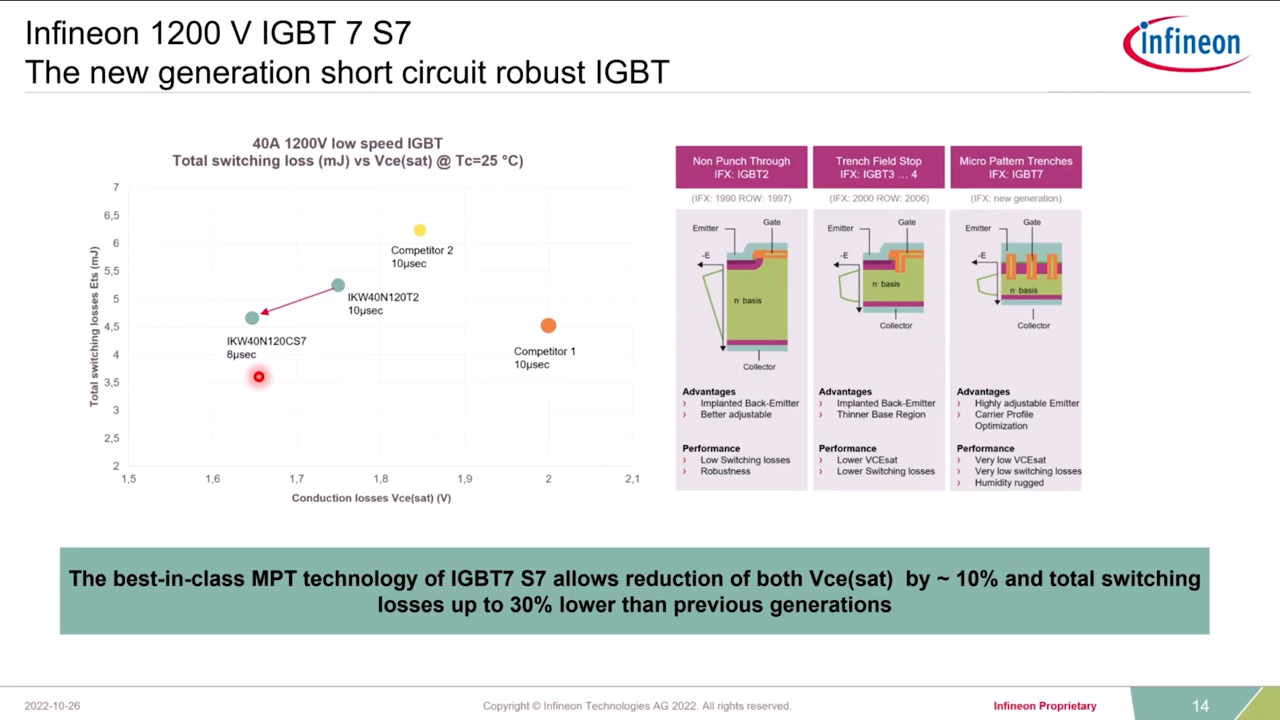 Infineon 1200 V IGBT 7 S7
The new generation short circuit robust IGBT
infineon
40A 1200V low speed IGBT
Total switching loss (mJ) vs Vce(sat) @ Tc=25 °C)
Total switching losses Ets (mJ)
7
6,5
6
5,5
5
4,5
4
3,5
3
2,5
2
1,5
1,6
1,7
1,8
1,9
2
2,1
Conduction losses Vce(sat) (V)
Competitor 2
10µsec
IKW40N120T2
10µsec
IKW40N120CS7
8µsec
Competitor 1
10µsec
Non Punch Through
IFX: IGBT2
(IFX: 1990 ROW: 1997)
Emitter
Gate
-E
n- basis
Collector
Advantages
› Implanted Back-Emitter
› Better adjustable
Performance
› Low Switching losses
› Robustness
Trench Field Stop
IFX: IGBT3 ... 4
(IFX: 2000 ROW: 2006)
Emitter
Gate
-E
n- basis
Collector
Advantages
› Implanted Back-Emitter
› Thinner Base Region
Performance
› Lower VCEsat
› Lower Switching losses
Micro Pattern Trenches
IFX: IGBT7
(IFX: new generation)
Emitter
Gate
-E
n- basis
Collector
Advantages
› Highly adjustable Emitter
› Carrier Profile
Optimization
Performance
› Very low VCEsat
› Very low switching losses
› Humidity rugged
The best-in-class MPT technology of IGBT7 S7 allows reduction of both Vce(sat) by ~ 10% and total switching
losses up to 30% lower than previous generations
2022-10-26
Copyright © Infineon Technologies AG 2022. All rights reserved.
Infineon Proprietary
14